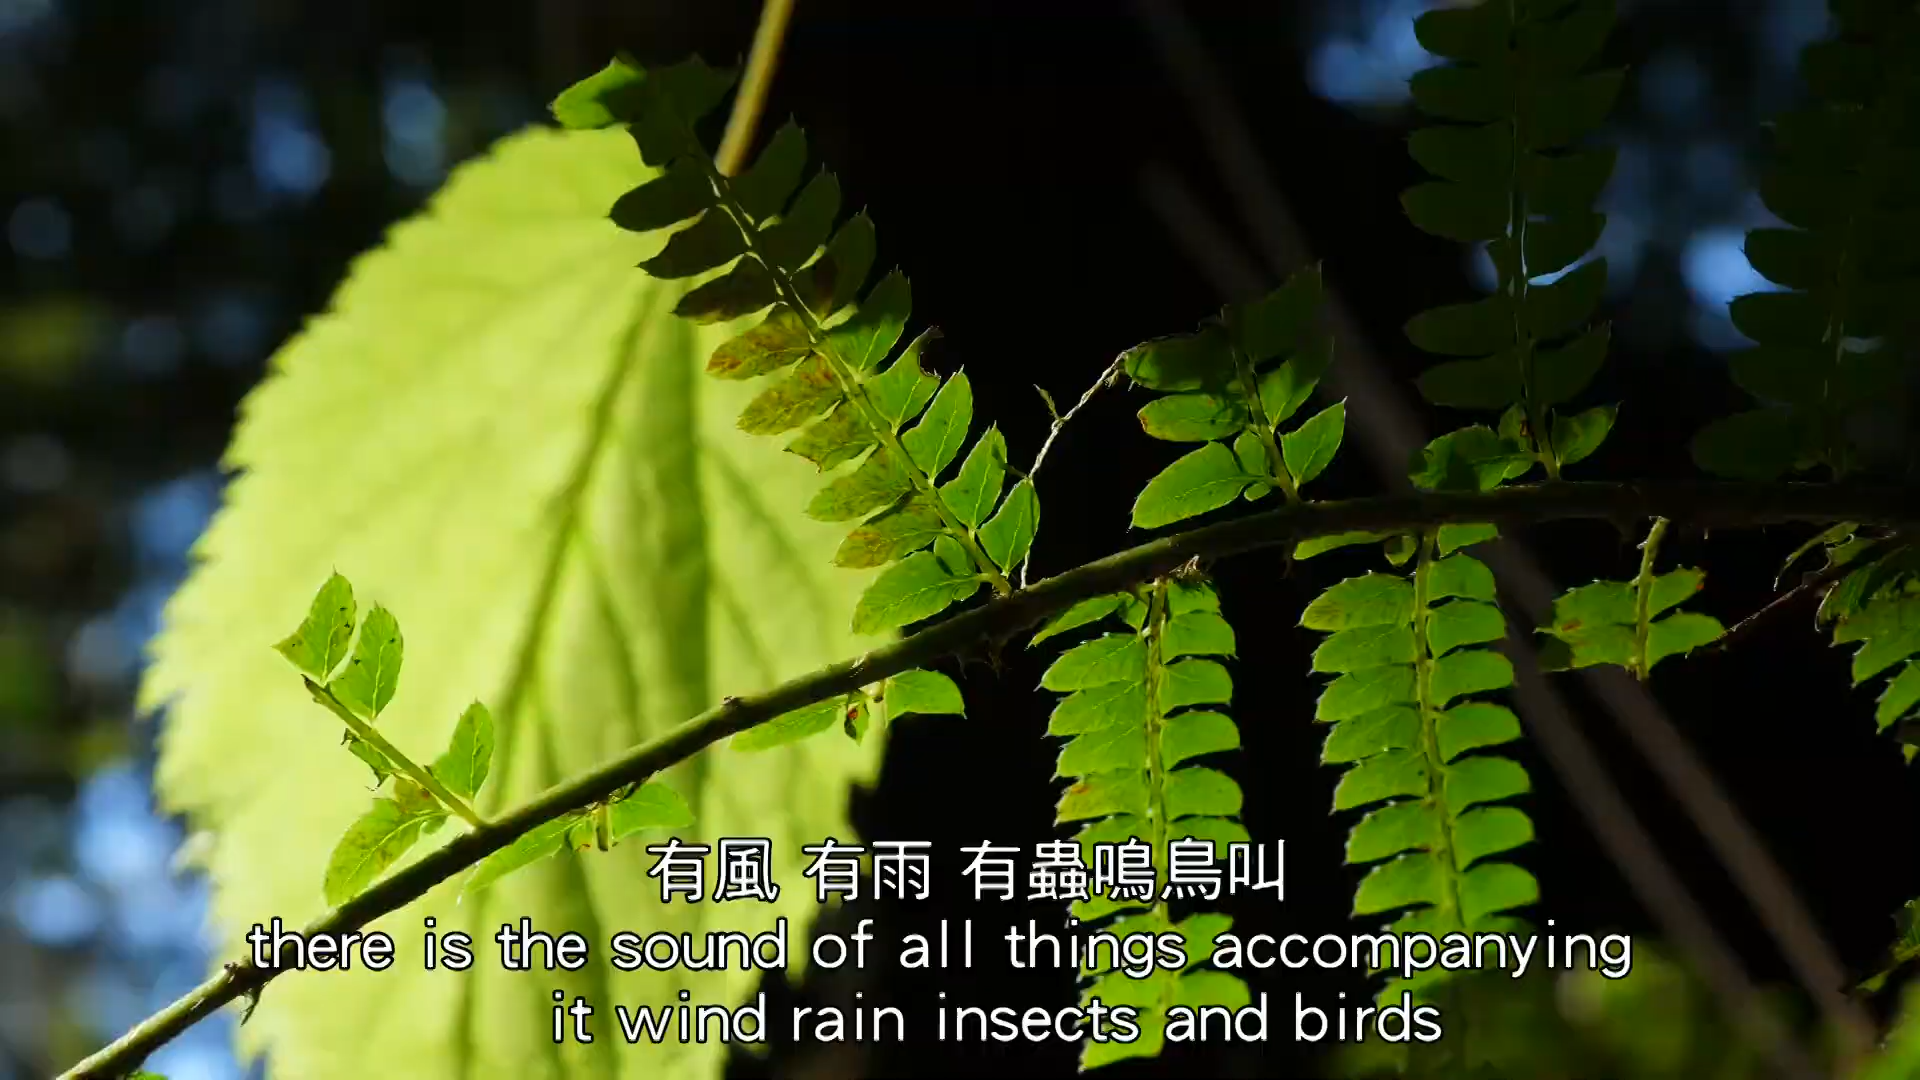 有風 有雨 有蟲鳴鳥叫
there is the sound of all things accompanying
it wind rain insects and birds